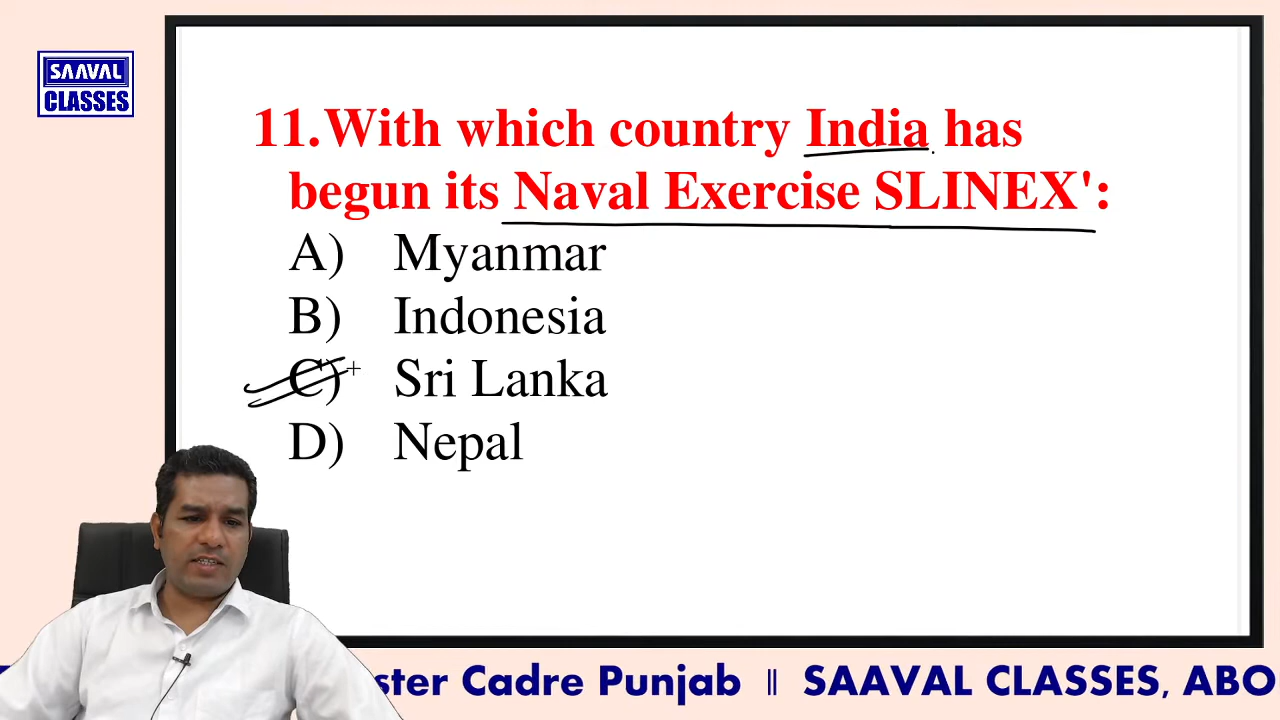 SAAVAL
CLASSES
11.With which country India has
begun its Naval Exercise SLINEX':
A) Myanmar
B) Indonesia
C) Sri Lanka
D) Nepal
ster Cadre Punjab || SAAVAL CLASSES, ABO